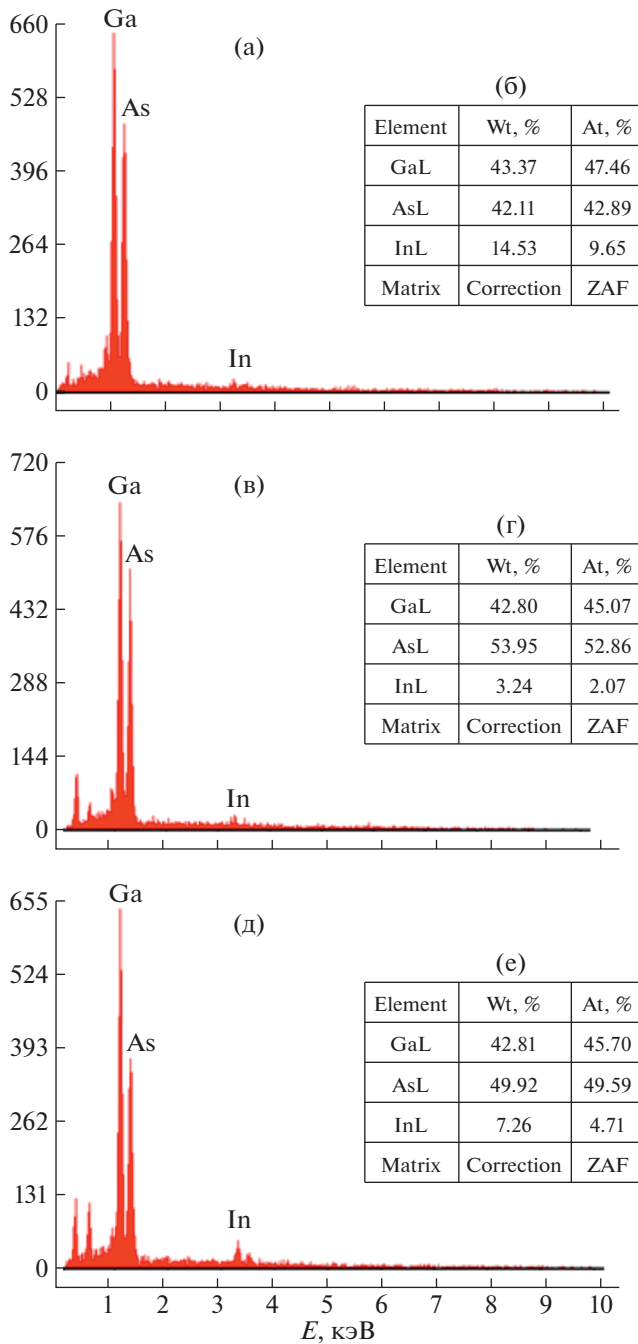 660
Ga
(а)
528
(б)
As
Element Wt, % At, %
396
GaL 43.37 47.46
AsL 42.11 42.89
264
InL 14.53 9.65
132
Matrix Correction ZAF
In
0
720
Ga
(в)
576
(г)
As
Element Wt, % At, %
432
GaL 42.80 45.07
AsL 53.95 52.86
288
InL 3.24 2.07
144
Matrix Correction ZAF
In
0
655
Ga
(д)
524
(е)
As
Element Wt, % At, %
393
GaL 42.81 45.70
AsL 49.92 49.59
262
InL 7.26 4.71
131
Matrix Correction ZAF
In
0
1 2 3 4 5 6 7 8 9 10
E, кэВ